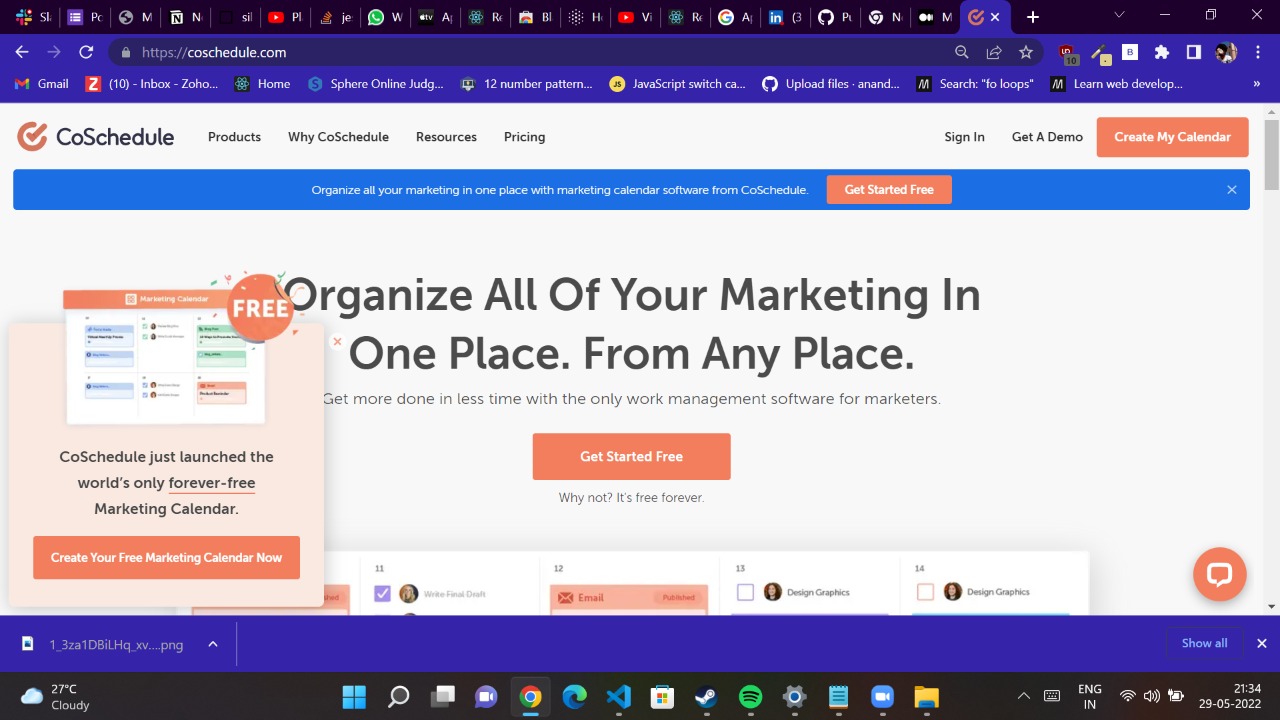 Po
M
N
sil
Pl
je
W
Ap
Re
Bl
He
Vi
Re
Ap
(3
Pu
Ne
M
https://coschedule.com
10
Gmail
(10) - Inbox - Zoho...
Home
Sphere Online Judg...
12 number pattern...
JavaScript switch ca...
Upload files · anand...
Search: "fo loops"
Learn web develop...
»
CoSchedule
Products
Why CoSchedule
Resources
Pricing
Sign In
Get A Demo
Create My Calendar
Organize all your marketing in one place with marketing calendar software from CoSchedule.
Get Started Free
Organize All Of Your Marketing In
One Place. From Any Place.
Get more done in less time with the only work management software for marketers.
Get Started Free
Why not? It's free forever.
Marketing Calendar
FREE
CoSchedule just launched the
world's only forever-free
Marketing Calendar.
Create Your Free Marketing Calendar Now
11
Write Final Draft
12
Email
Published
13
Design Graphics
14
Design Graphics
1_3za1DBiLHq_xv....png
Show all
27°C
Cloudy
ENG
IN
21:34
29-05-2022